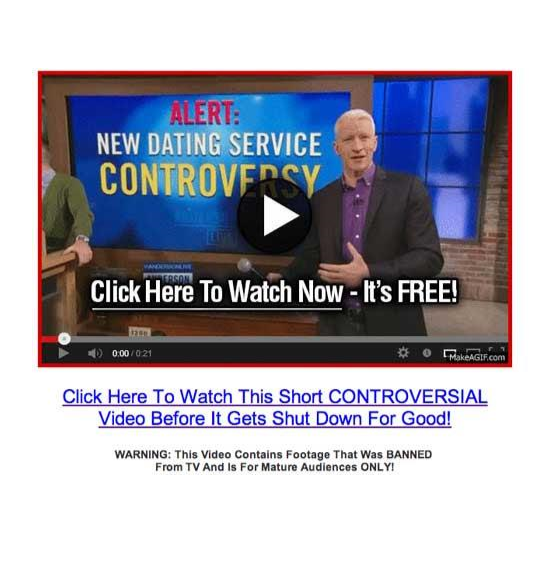 ALERT:
NEW DATING SERVICE
CONTROVERSY
#ANDERSONLIVE
Click Here To Watch Now - It's FREE!
0:00 / 0:21
MakeAGIF.com
Click Here To Watch This Short CONTROVERSIAL
Video Before It Gets Shut Down For Good!
WARNING: This Video Contains Footage That Was BANNED
From TV And Is For Mature Audiences ONLY!